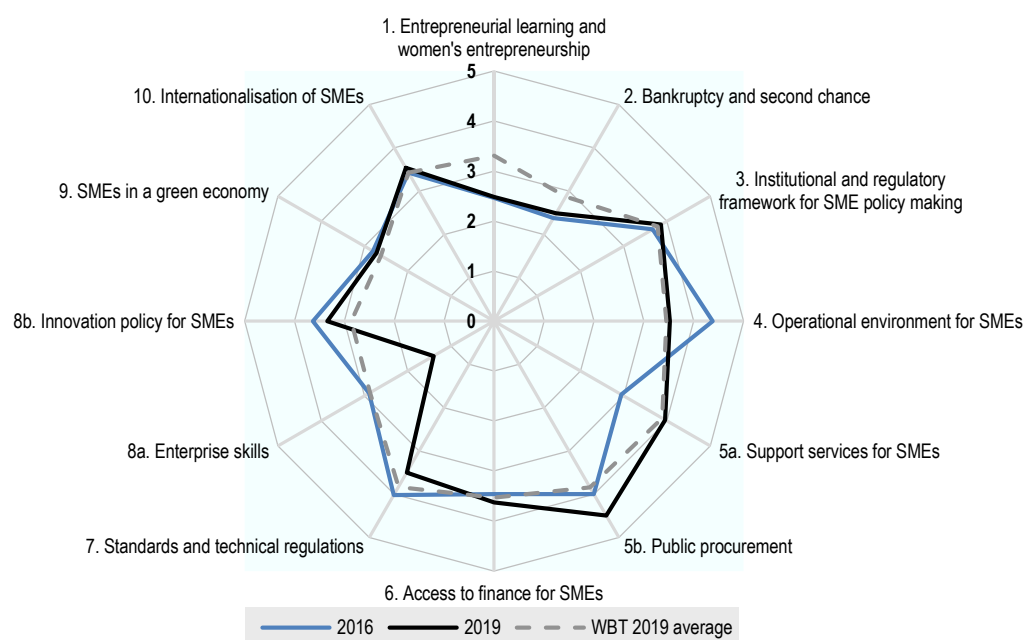 1. Entrepreneurial learning and
women's entrepreneurship
5
10. Internationalisation of SMEs
2. Bankruptcy and second chance
4
3
9. SMEs in a green economy
3. Institutional and regulatory
framework for SME policy making
2
1
8b. Innovation policy for SMEs
0
4. Operational environment for SMEs
8a. Enterprise skills
5a. Support services for SMEs
7. Standards and technical regulations
5b. Public procurement
6. Access to finance for SMEs
2016
2019
WBT 2019 average